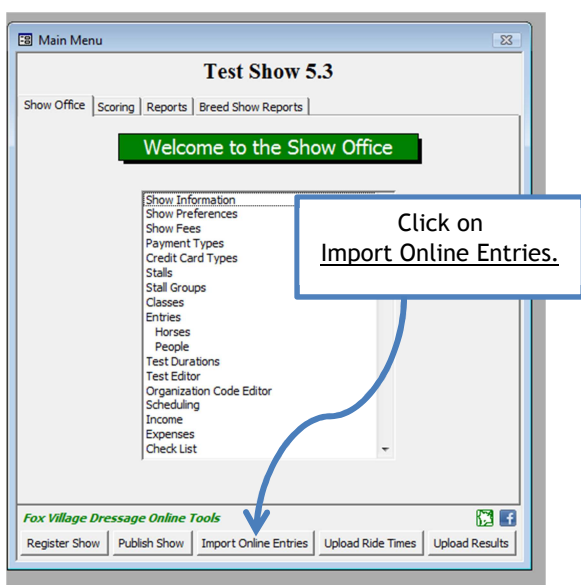 Main Menu
Test Show 5.3
Show Office Scoring Reports Breed Show Reports
Welcome to the Show Office
Show Information
Show Preferences
Show Fees
Payment Types
Credit Card Types
Stalls
Stall Groups
Classes
Entries
Horses
People
Test Durations
Test Editor
Organization Code Editor
Scheduling
Income
Expenses
Check List
Click on
Import Online Entries.
Fox Village Dressage Online Tools
Register Show Publish Show Import Online Entries Upload Ride Times Upload Results